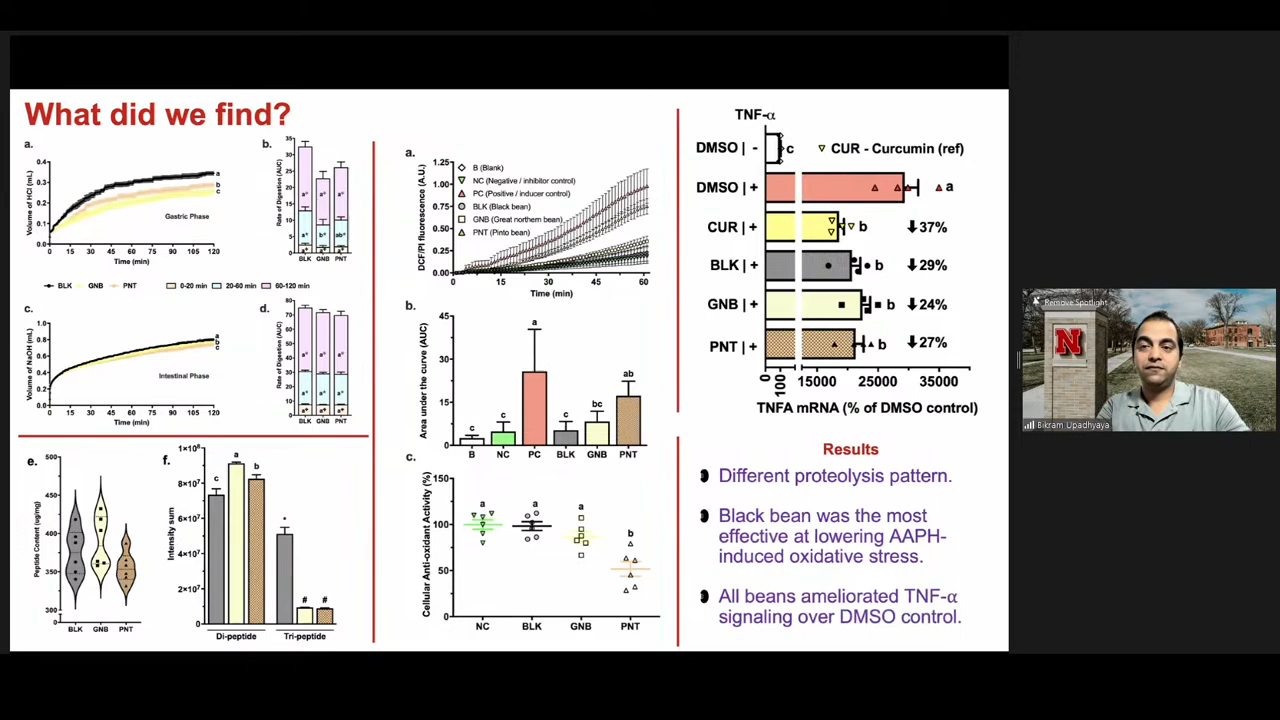 What did we find?
a.
Volume of HCl (mL)
0.4
0.3
0.2
0.1
0.0
0 15 30 45 60 75 90 105 120
Time (min)
Gastric Phase
a
b
c
b.
Rate of Digestion (AUC)
35
30
25
20
15
10
5
0
BLK GNB PNT
BLK GNB PNT
0-20 min 20-60 min 60-120 min
c.
Volume of NaOH (mL)
1.0
0.8
0.6
0.4
0.2
0.0
0 15 30 45 60 75 90 105 120
Time (min)
Intestinal Phase
a
b
c
d.
Rate of Digestion (AUC)
80
70
60
50
40
30
20
10
0
BLK GNB PNT
e.
Peptide Content (ug/mg)
500
450
400
350
300
0
BLK GNB PNT
f.
Intensity sum
1×10⁸
8×10⁷
6×10⁷
4×10⁷
2×10⁷
0
c a b
* # #
Di-peptide Tri-peptide
a.
DCF/PI fluorescence (A.U.)
1.25
1.00
0.75
0.50
0.25
0.00
B (Blank)
NC (Negative / inhibitor control)
PC (Positive / inducer control)
BLK (Black bean)
GNB (Great northern bean)
PNT (Pinto bean)
0 15 30 45 60
Time (min)
b.
Area under the curve (AUC)
45
30
15
0
c c a c bc ab
B NC PC BLK GNB PNT
c.
Cellular Anti-oxidant Activity (%)
150
100
50
0
a a a b
NC BLK GNB PNT
TNF-α
DMSO | - c
CUR - Curcumin (ref)
DMSO | + a
CUR | + b 37%
BLK | + b 29%
GNB | + b 24%
PNT | + b 27%
0 100 15000 25000 35000
TNFA mRNA (% of DMSO control)
Results
Different proteolysis pattern.
Black bean was the most
effective at lowering AAPH-
induced oxidative stress.
All beans ameliorated TNF-α
signaling over DMSO control.
Remove Spotlight
N
Bikram Upadhyaya